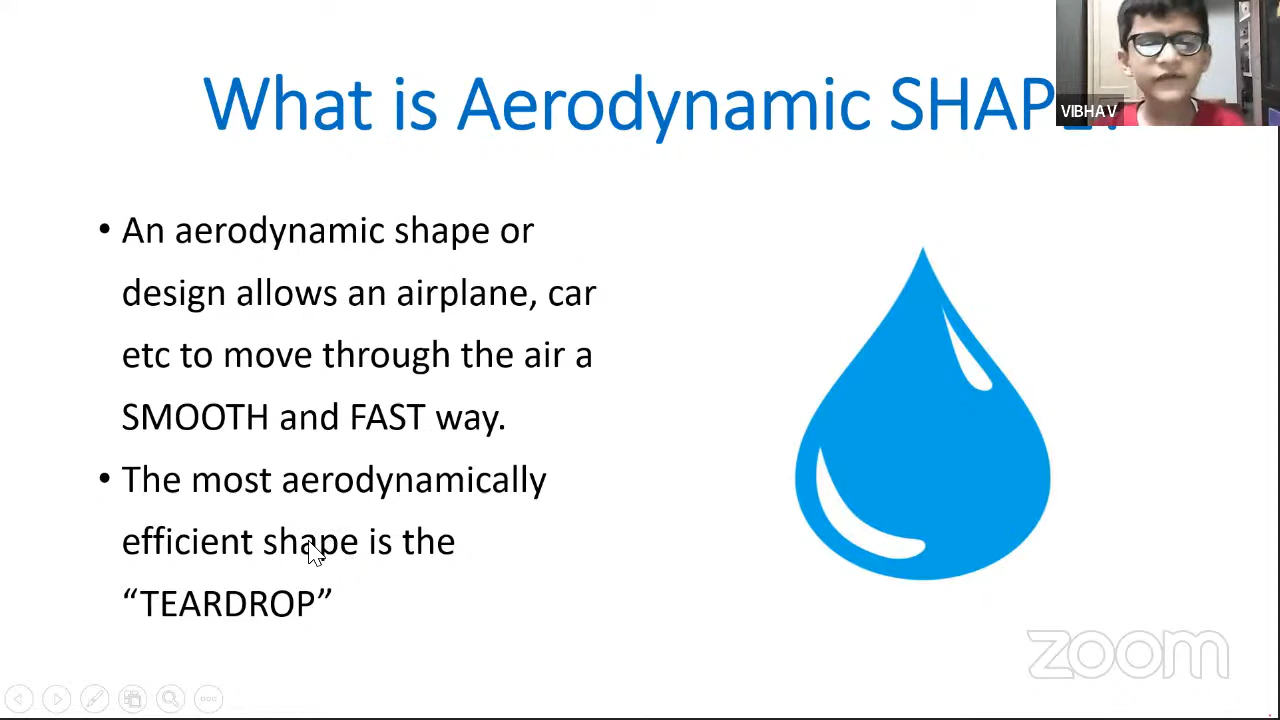 What is Aerodynamic SHAPE?
VIBHAV
• An aerodynamic shape or
design allows an airplane, car
etc to move through the air a
SMOOTH and FAST way.
• The most aerodynamically
efficient shape is the
“TEARDROP”
zoom